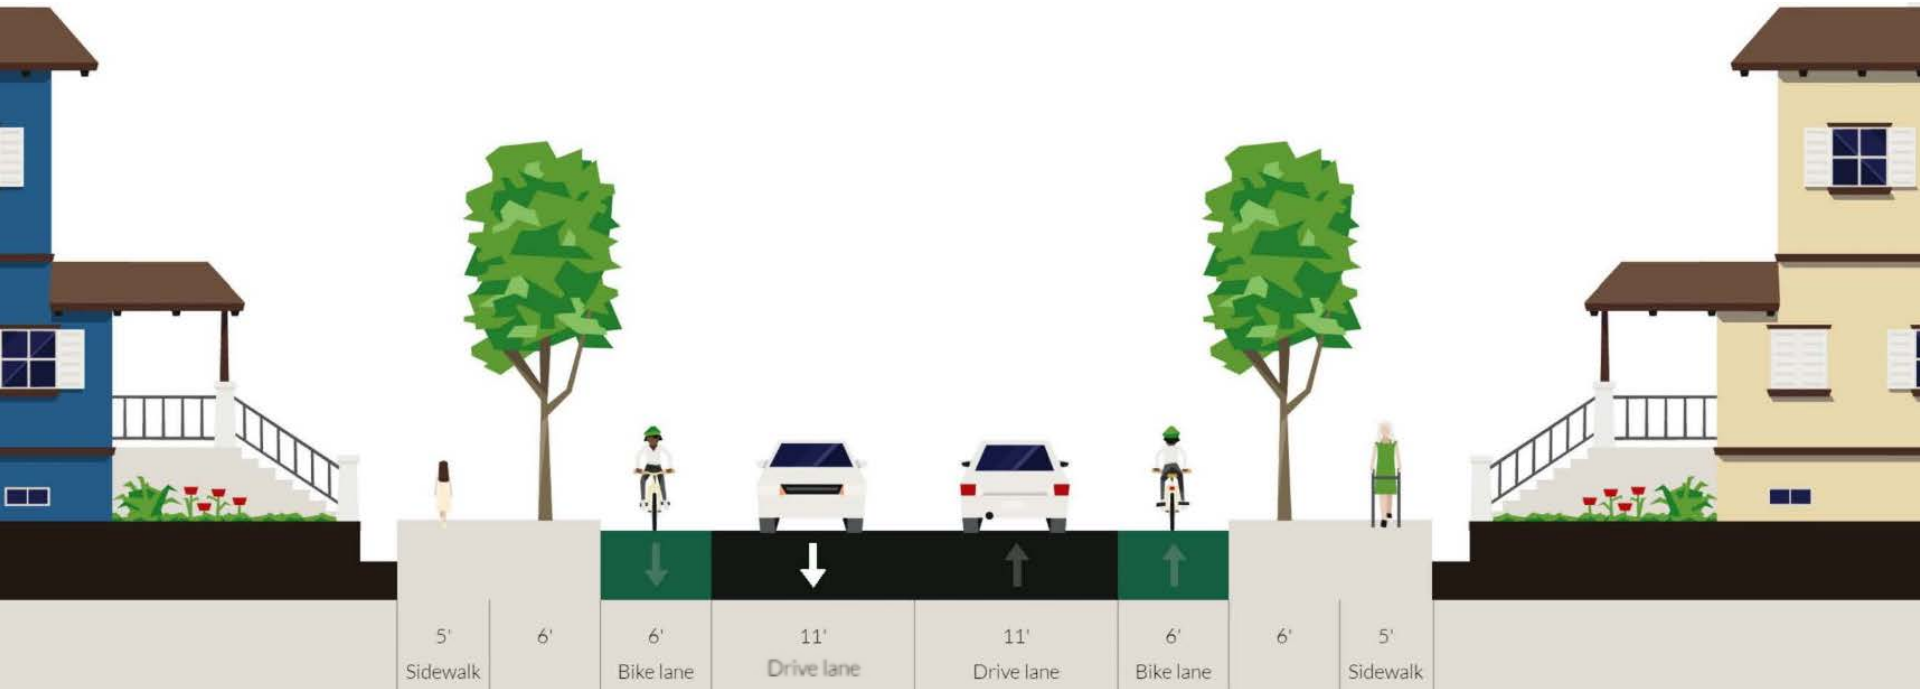 5' 6' 6' 11' 11' 6' 6' 5'
Sidewalk Bike lane Drive lane Drive lane Bike lane Sidewalk